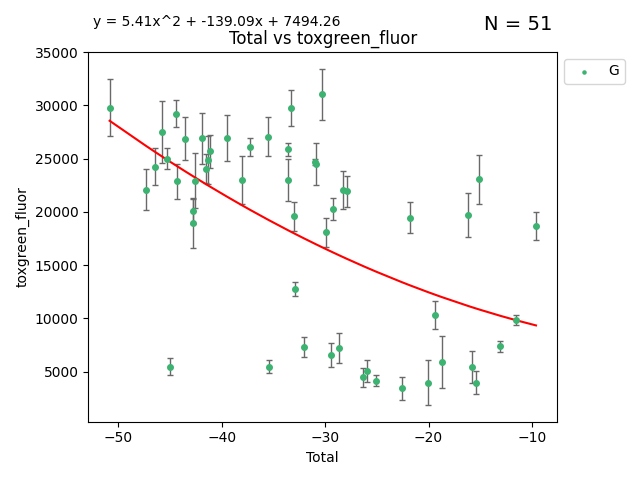 y = 5.41x^2 + -139.09x + 7494.26
N = 51
Total vs toxgreen_fluor
G
toxgreen_fluor
35000
30000
25000
20000
15000
10000
5000
−50
−40
−30
−20
−10
Total